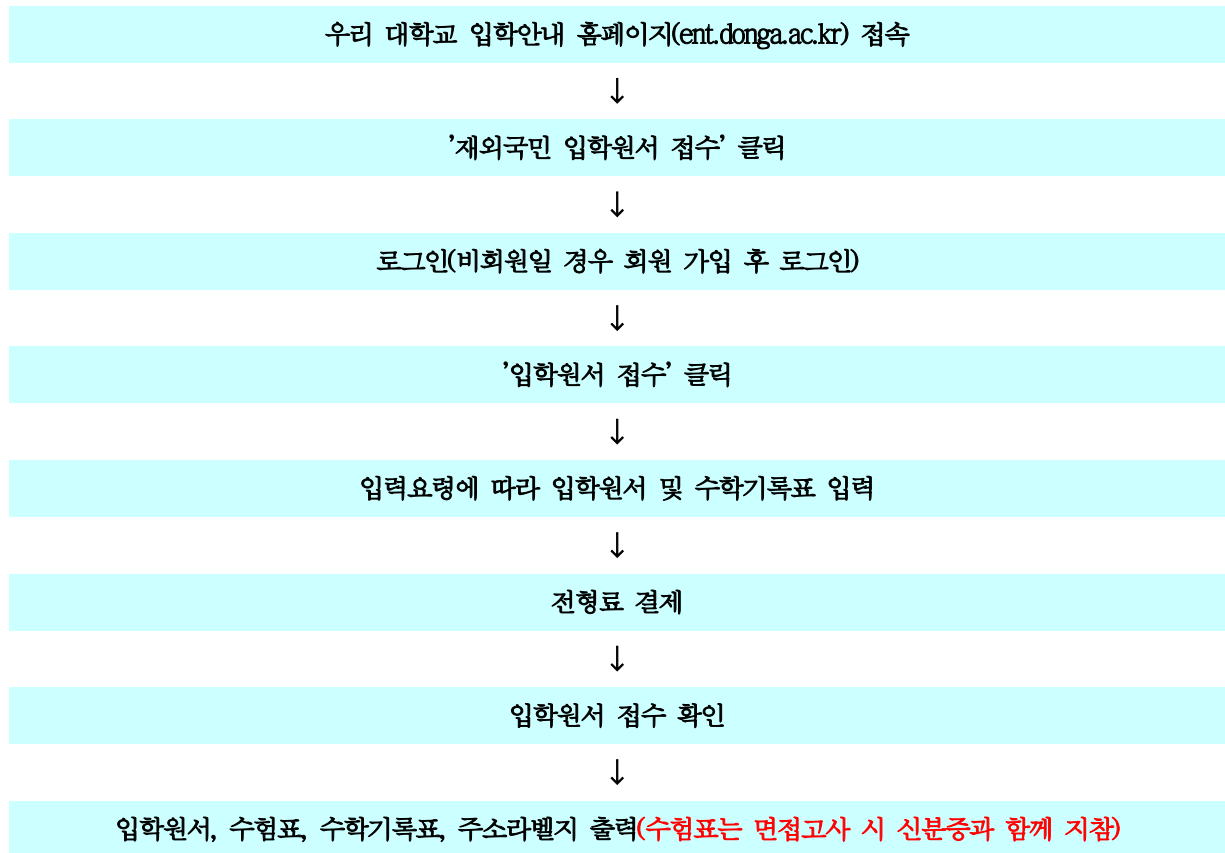 우리 대학교 입학안내 홈페이지(ent.donga.ac.kr) 접속
↓
’재외국민 입학원서 접수’ 클릭
↓
로그인(비회원일 경우 회원 가입 후 로그인)
↓
’입학원서 접수’ 클릭
↓
입력요령에 따라 입학원서 및 수학기록표 입력
↓
전형료 결제
↓
입학원서 접수 확인
↓
입학원서, 수험표, 수학기록표, 주소라벨지 출력(수험표는 면접고사 시 신분증과 함께 지참)